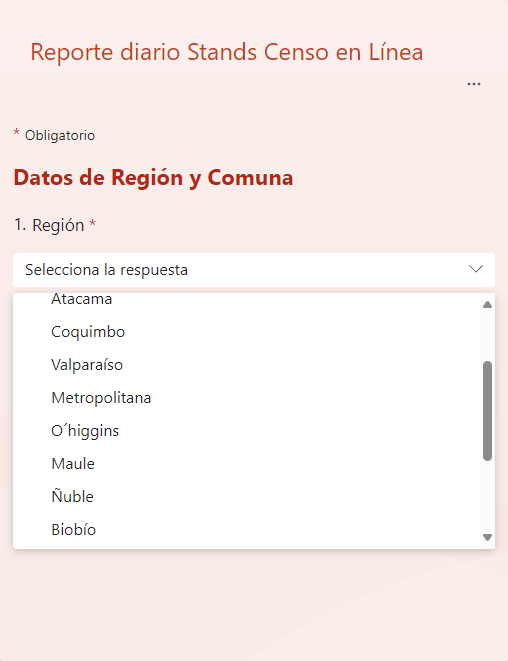 Reporte diario Stands Censo en Línea
...
* Obligatorio
Datos de Región y Comuna
1. Región *
Selecciona la respuesta
Atacama
Coquimbo
Valparaíso
Metropolitana
O´higgins
Maule
Ñuble
Biobío